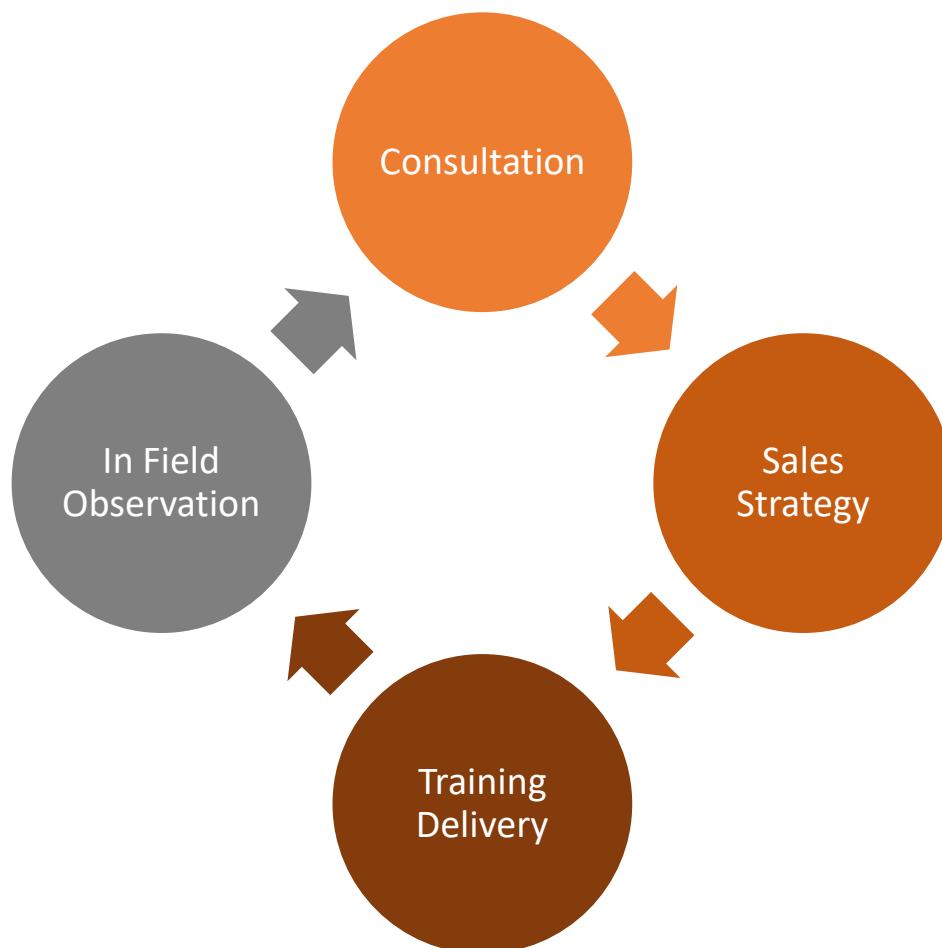 Consultation
Sales
Strategy
Training
Delivery
In Field
Observation